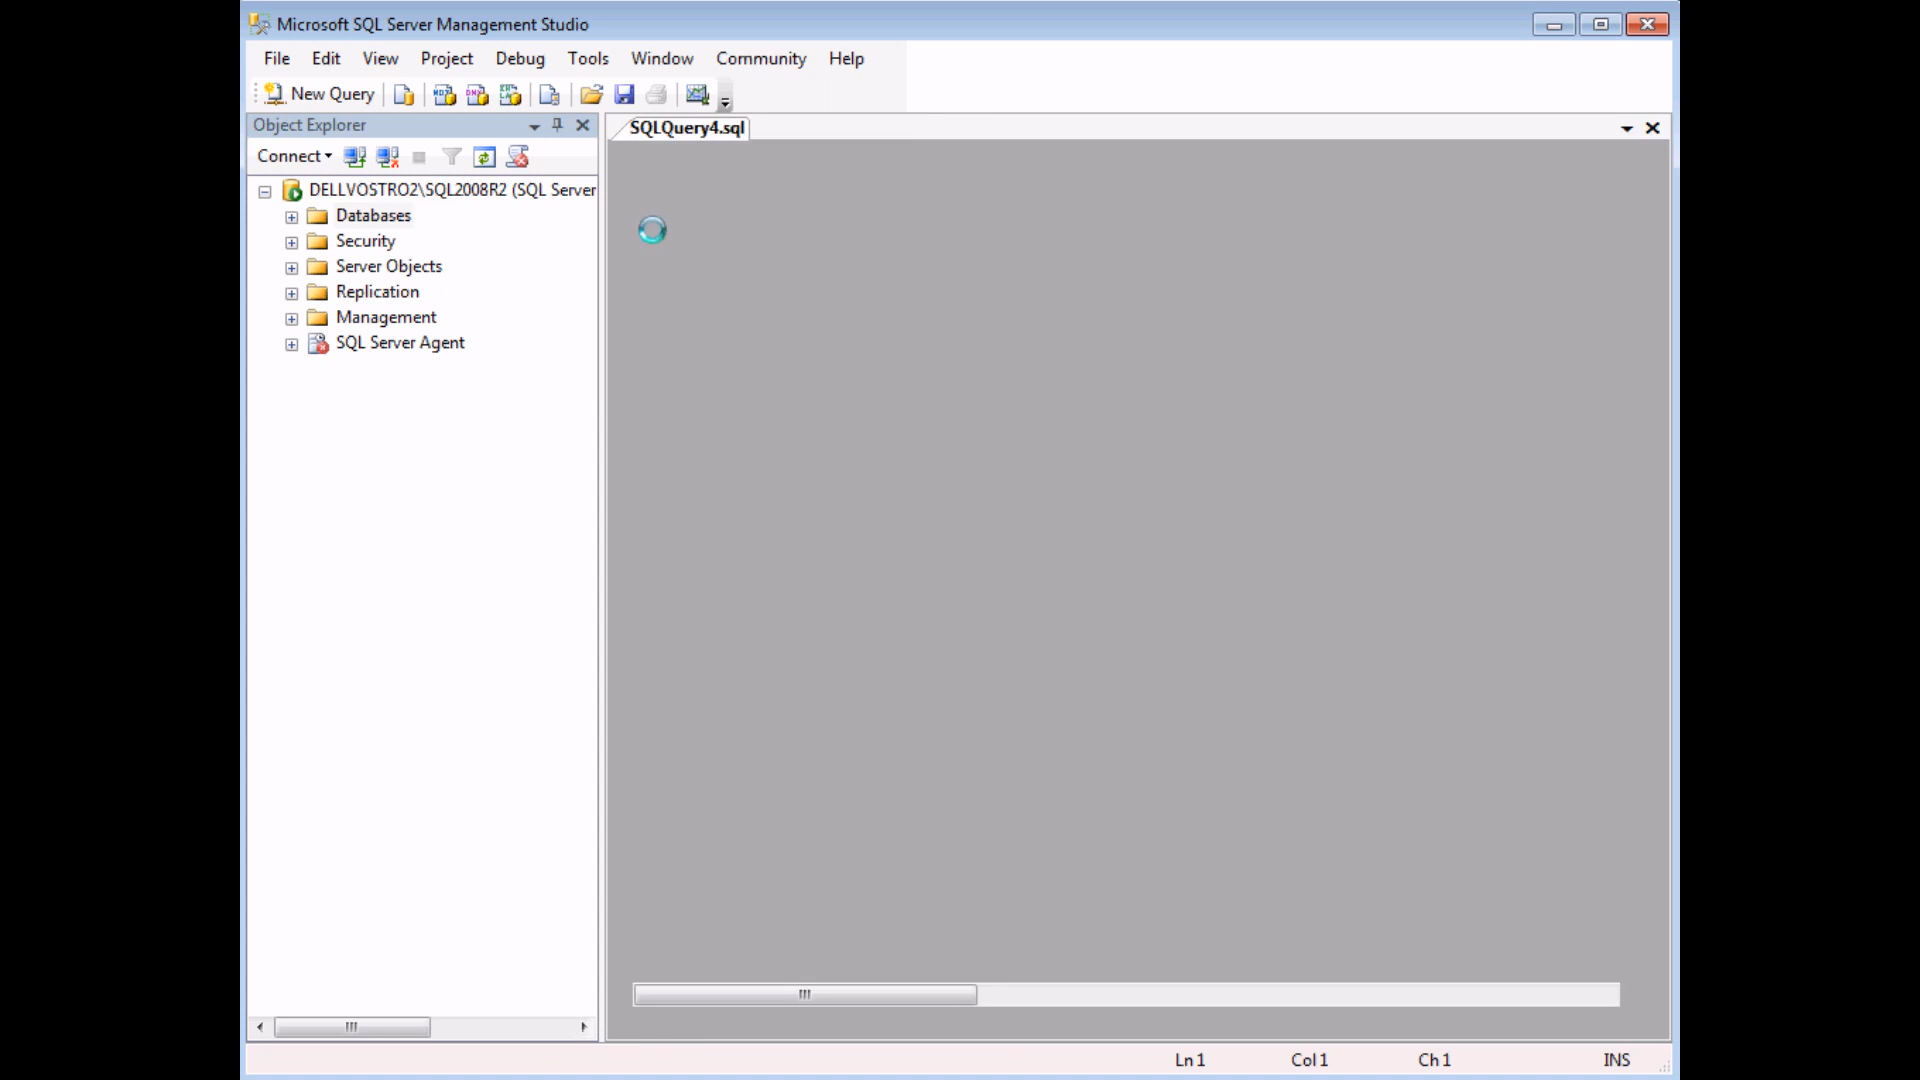 Microsoft SQL Server Management Studio
File Edit View Project Debug Tools Window Community Help
New Query
Object Explorer
SQLQuery4.sql
Connect
DELLVOSTRO2\SQL2008R2 (SQL Server
Databases
Security
Server Objects
Replication
Management
SQL Server Agent
Ln 1 Col 1 Ch 1 INS